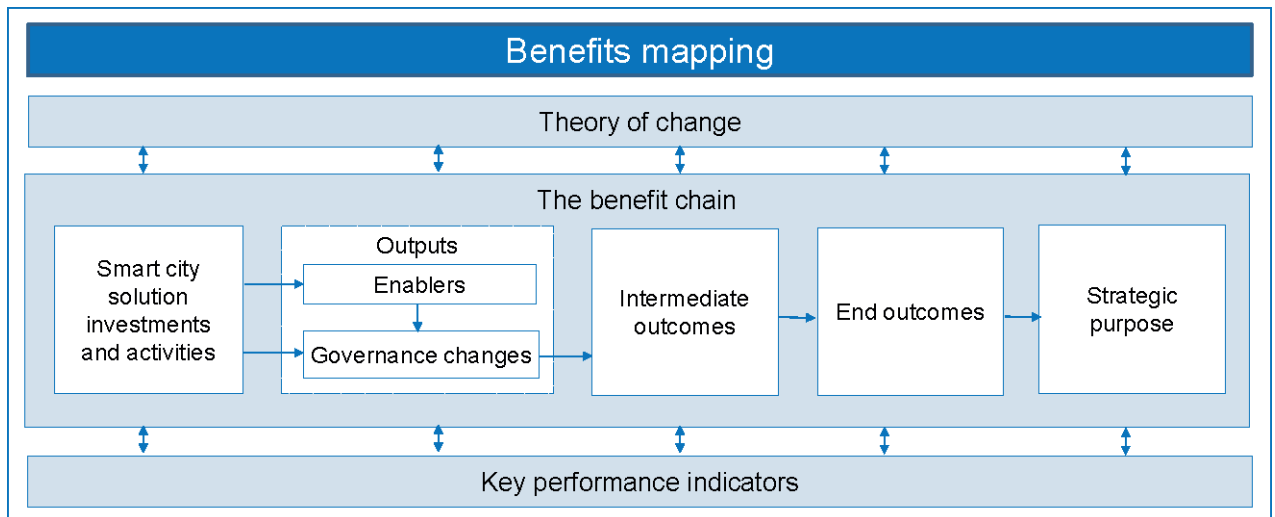 Benefits mapping
Theory of change
The benefit chain
Smart city
solution
investments
and activities
Outputs
Enablers
Governance changes
Intermediate
outcomes
End outcomes
Strategic
purpose
Key performance indicators